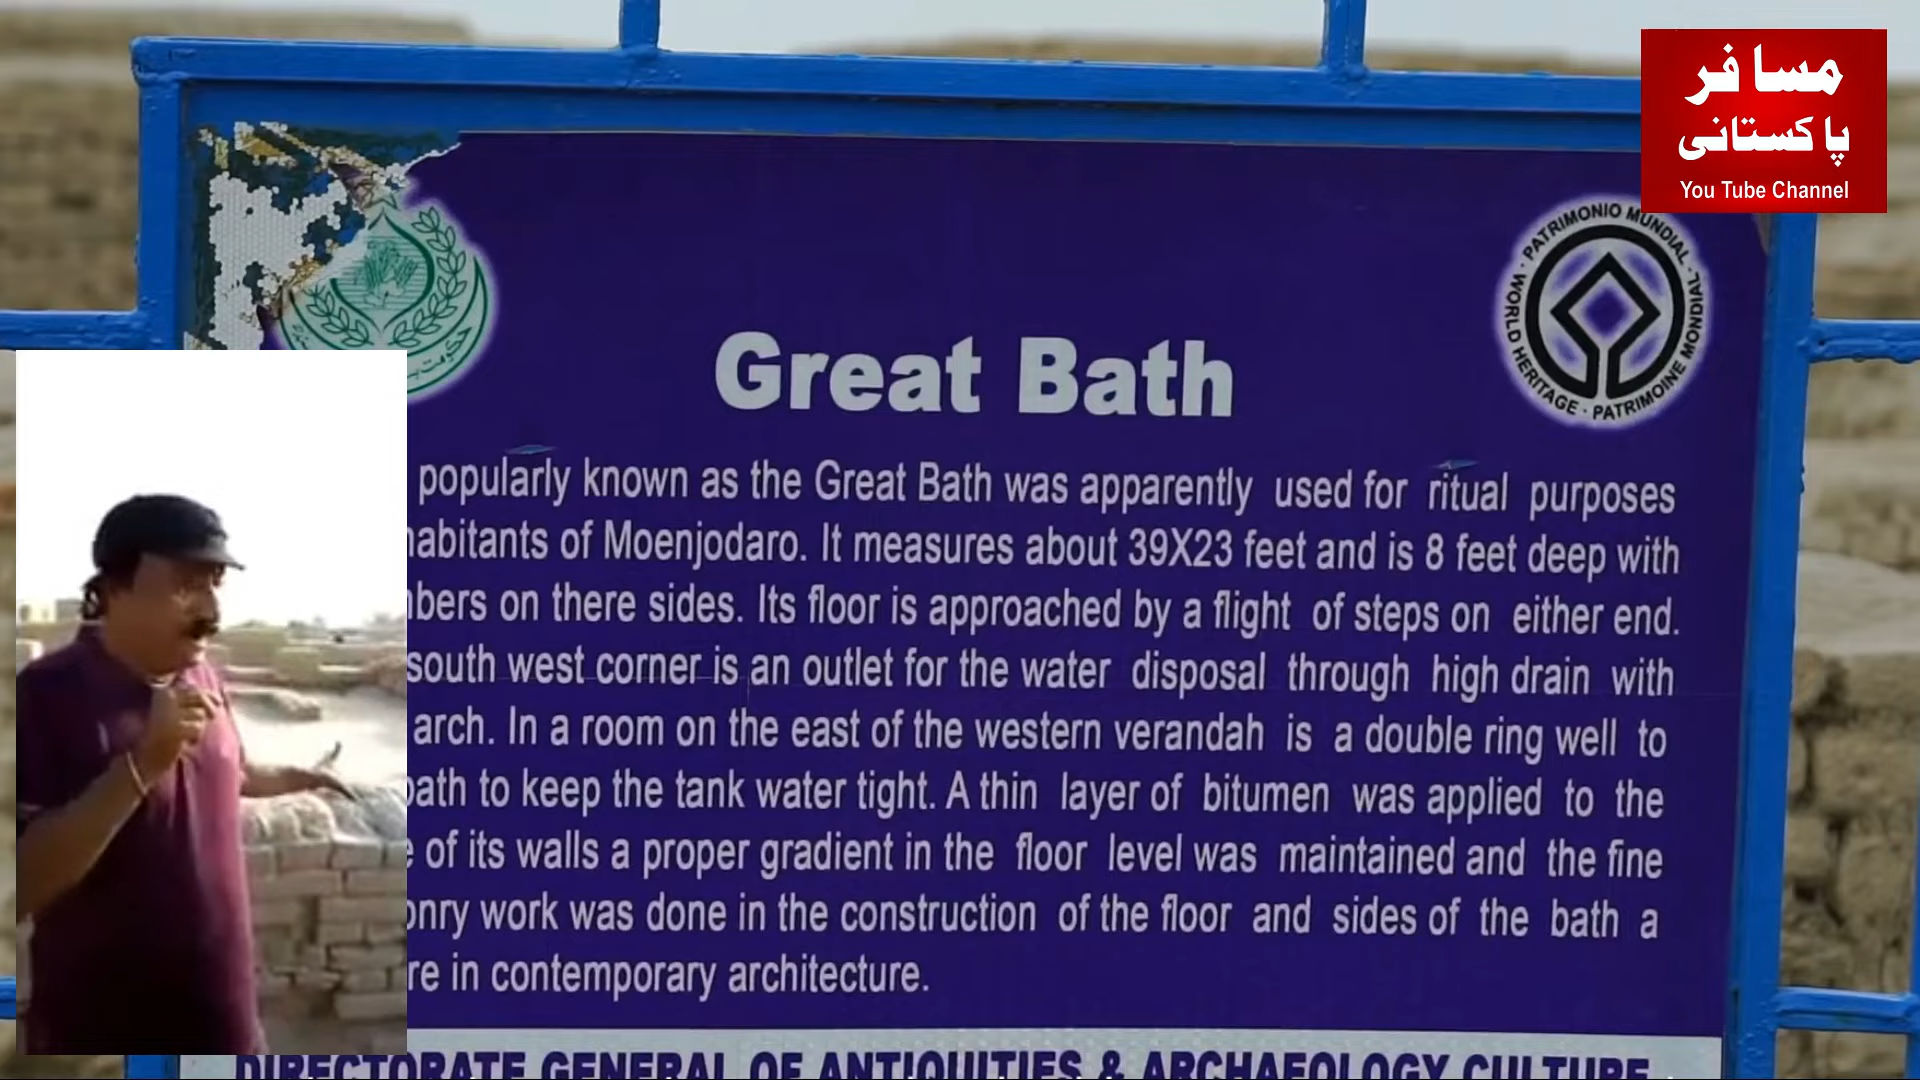 مسافر
پاکستانی
You Tube Channel
PATRIMONIO MUNDIAL · WORLD HERITAGE · PATRIMOINE MONDIAL ·
Great Bath
popularly known as the Great Bath was apparently used for ritual purposes
habitants of Moenjodaro. It measures about 39X23 feet and is 8 feet deep with
bers on there sides. Its floor is approached by a flight of steps on either end.
south west corner is an outlet for the water disposal through high drain with
arch. In a room on the east of the western verandah is a double ring well to
bath to keep the tank water tight. A thin layer of bitumen was applied to the
of its walls a proper gradient in the floor level was maintained and the fine
onry work was done in the construction of the floor and sides of the bath a
re in contemporary architecture.
DIRECTORATE GENERAL OF ANTIQUITIES & ARCHAEOLOGY CULTURE